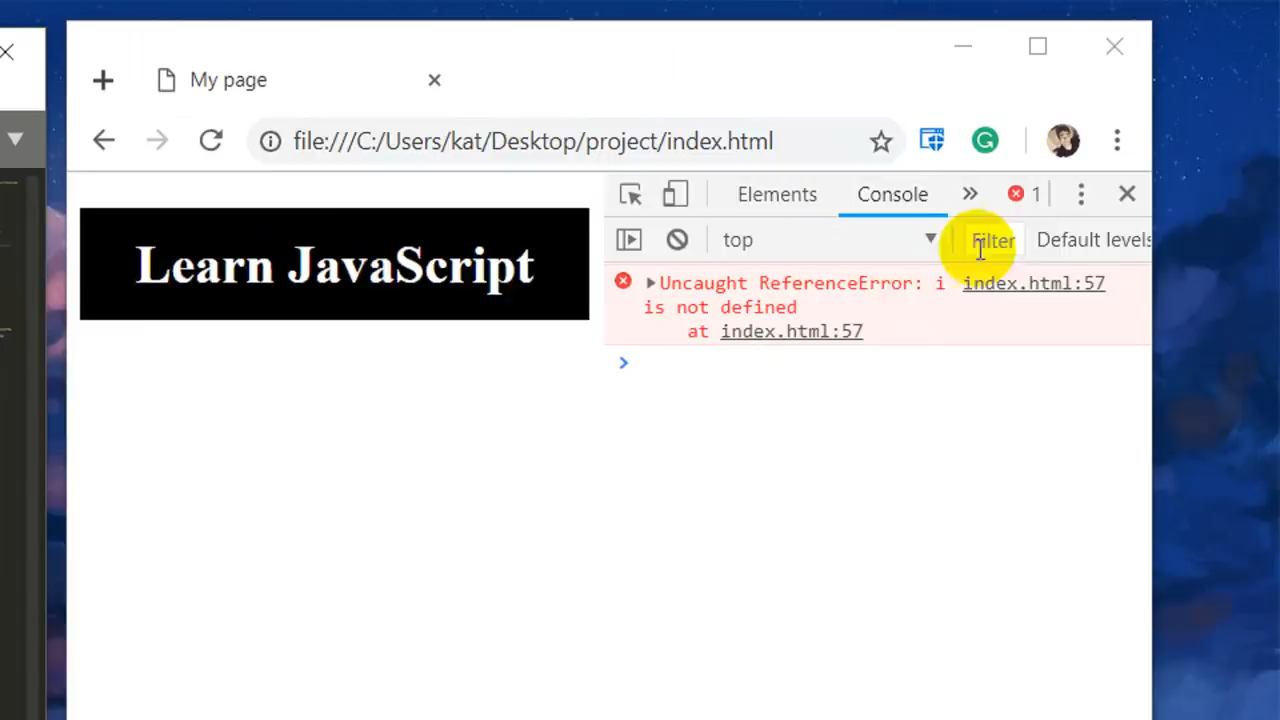 My page
file:///C:/Users/kat/Desktop/project/index.html
Elements Console 1
top Filter Default levels
Learn JavaScript
Uncaught ReferenceError: i index.html:57
is not defined
at index.html:57